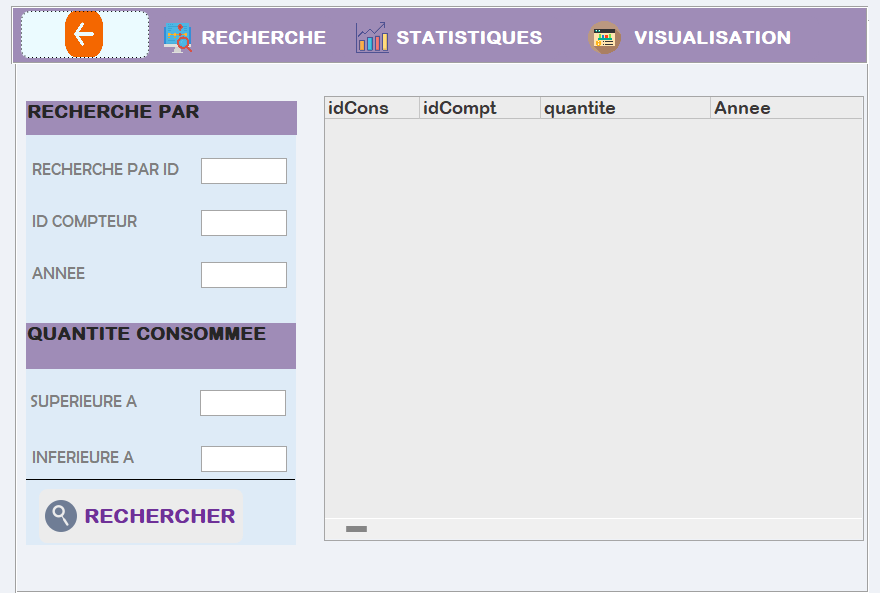 RECHERCHE STATISTIQUES VISUALISATION
RECHERCHE PAR
RECHERCHE PAR ID
ID COMPTEUR
ANNEE
QUANTITE CONSOMMEE
SUPERIEURE A
INFERIEURE A
RECHERCHER
idCons idCompt quantite Annee